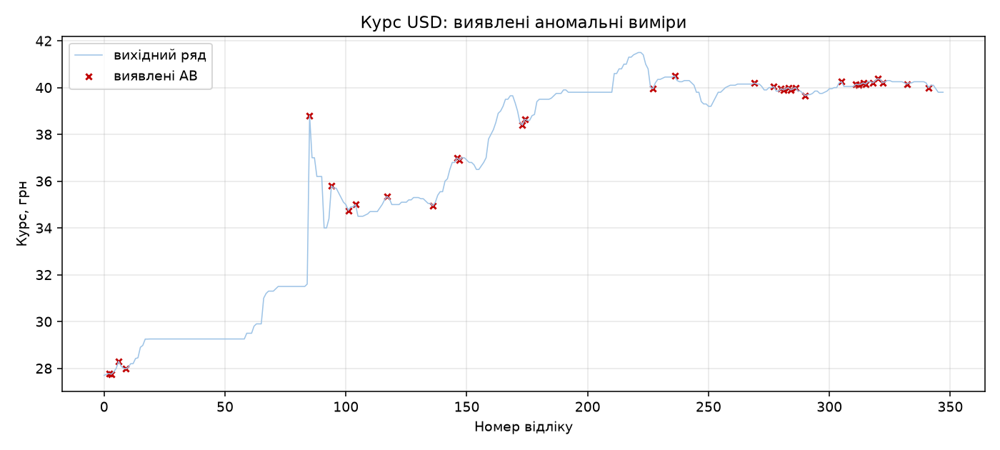 Курс USD: виявлені аномальні виміри
вихідний ряд
виявлені АВ
Курс, грн
42
40
38
36
34
32
30
28
0 50 100 150 200 250 300 350
Номер відліку